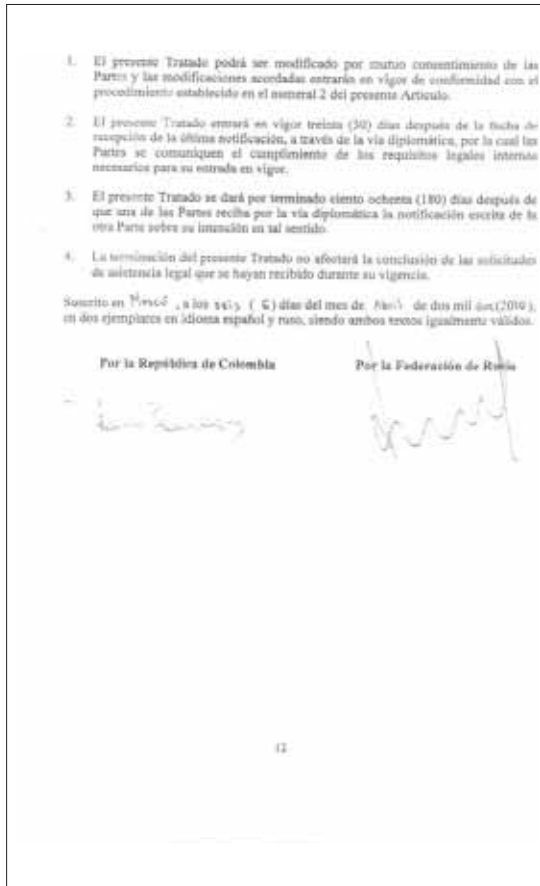 1. El presente Tratado podrá ser modificado por mutuo consentimiento de las
Partes y las modificaciones acordadas entrarán en vigor de conformidad con el
procedimiento establecido en el numeral 2 del presente Artículo.
2. El presente Tratado entrará en vigor treinta (30) días después de la fecha de
recepción de la última notificación, a través de la vía diplomática, por la cual las
Partes se comuniquen el cumplimiento de los requisitos legales internos
necesarios para su entrada en vigor.
3. El presente Tratado se dará por terminado ciento ochenta (180) días después de
que una de las Partes reciba por la vía diplomática la notificación escrita de la
otra Parte sobre su intención en tal sentido.
4. La terminación del presente Tratado no afectará la conclusión de las solicitudes
de asistencia legal que se hayan recibido durante su vigencia.
Suscrito en Moscú, a los seis (6) días del mes de Abril de dos mil
en dos ejemplares en idioma español y ruso, siendo ambos textos igualmente válidos.
Por la República de Colombia
Por la Federación de Rusia
12